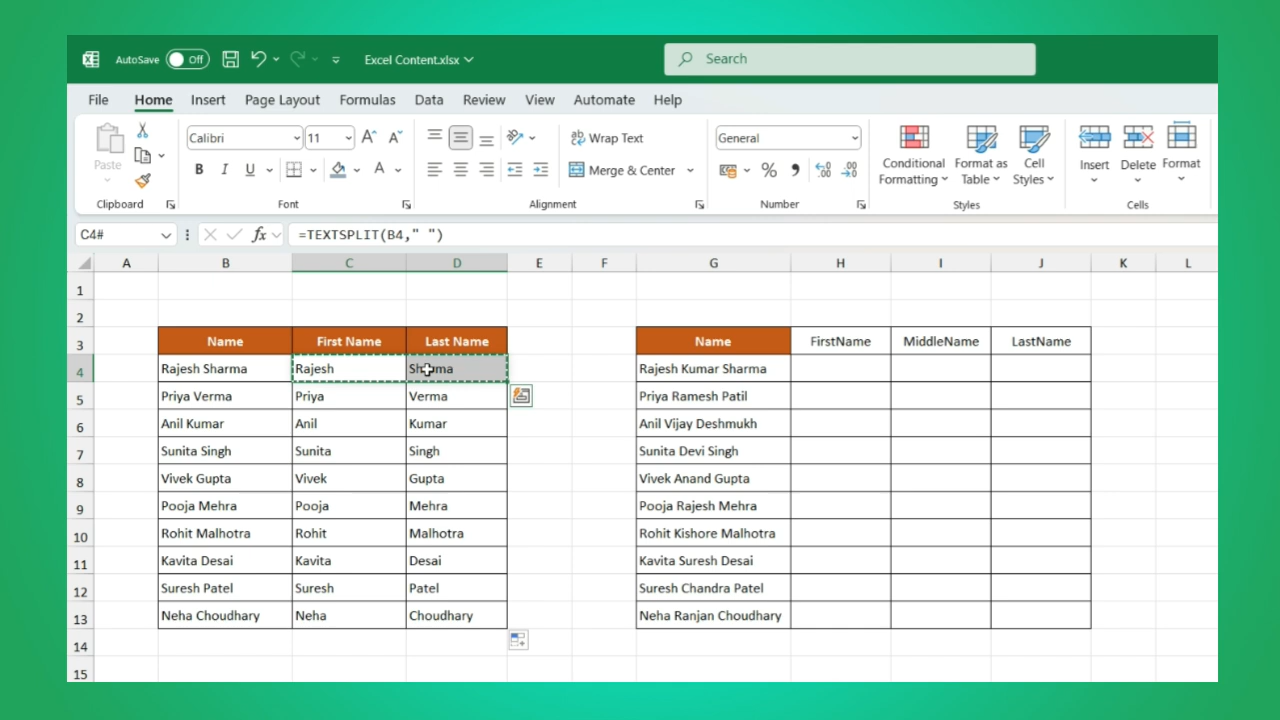 AutoSave Off Excel Content.xlsx Search
File Home Insert Page Layout Formulas Data Review View Automate Help
Paste Calibri 11 A A Wrap Text General Conditional Formatting Format as Table Cell Styles Insert Delete Format
B I U A Merge & Center % 9 .00
Clipboard Font Alignment Number Styles Cells
C4# fx =TEXTSPLIT(B4," ")
A B C D E F G H I J K L
1
2
3 Name First Name Last Name Name FirstName MiddleName LastName
4 Rajesh Sharma Rajesh Sharma Rajesh Kumar Sharma
5 Priya Verma Priya Verma Priya Ramesh Patil
6 Anil Kumar Anil Kumar Anil Vijay Deshmukh
7 Sunita Singh Sunita Singh Sunita Devi Singh
8 Vivek Gupta Vivek Gupta Vivek Anand Gupta
9 Pooja Mehra Pooja Mehra Pooja Rajesh Mehra
10 Rohit Malhotra Rohit Malhotra Rohit Kishore Malhotra
11 Kavita Desai Kavita Desai Kavita Suresh Desai
12 Suresh Patel Suresh Patel Suresh Chandra Patel
13 Neha Choudhary Neha Choudhary Neha Ranjan Choudhary
14
15